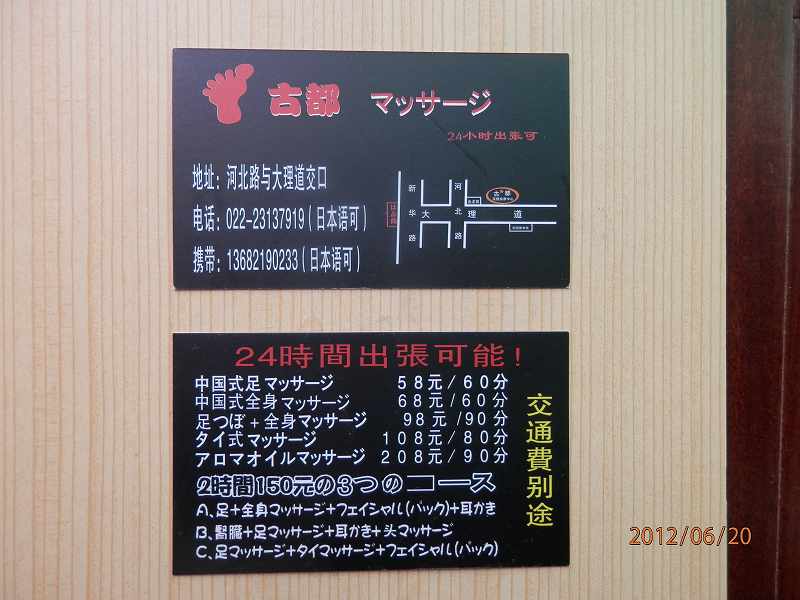 古都 マッサージ
24小时出張可
地址: 河北路与大理道交口
电话: 022-23137919(日本语可)
携带: 13682190233(日本语可)
新华路
河北路
大理道
古都
24時間出張可能!
中国式足マッサージ 58元/60分
中国式全身マッサージ 68元/60分
足つぼ+全身マッサージ 98元/90分
タイ式マッサージ 108元/80分
アロマオイルマッサージ 208元/90分
交通費別途
2時間150元の3つのコース
A、足+全身マッサージ+フェイシャル(パック)+耳かき
B、腎臓+足マッサージ+耳かき+头マッサージ
C、足マッサージ+タイマッサージ+フェイシャル(パック)
2012/06/20